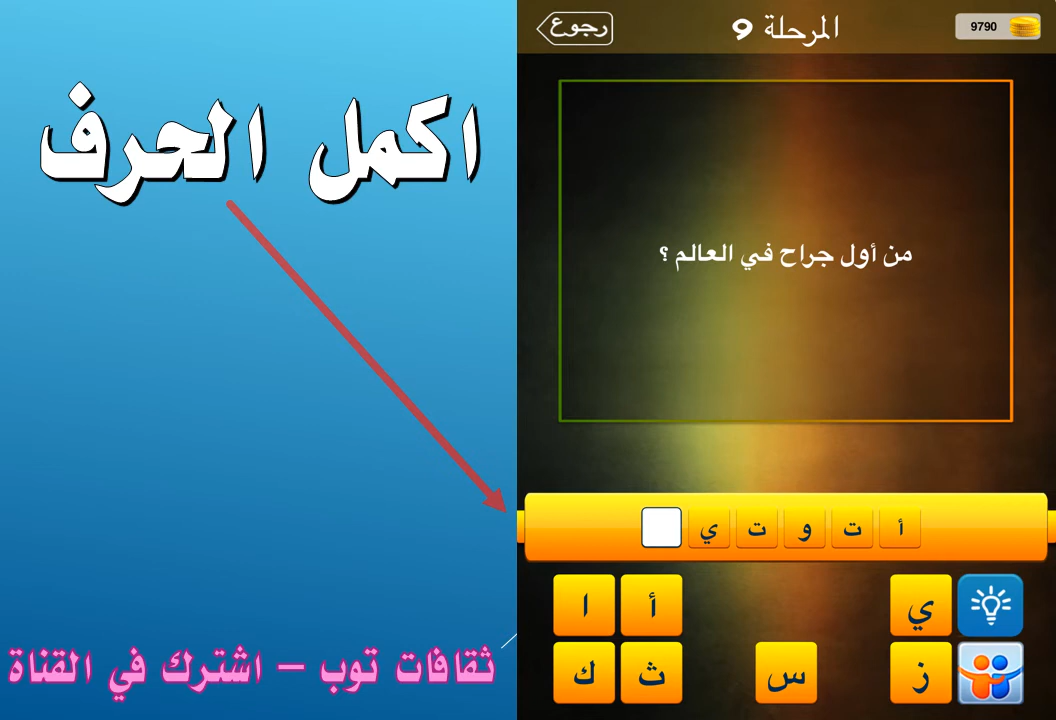 اكمل الحرف
ثقافات توب – اشترك في القناة
رجوع
المرحلة 9
9790
من أول جراح في العالم ؟
أ ت و ت ي
ا أ ي
ك ث س ز